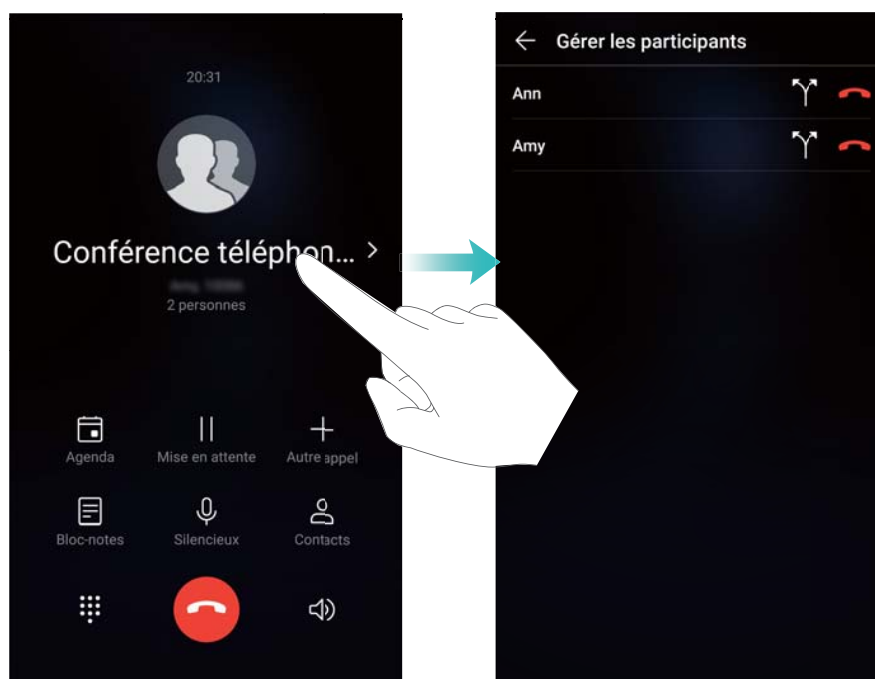 20:31
Conférence téléphon... >
2 personnes
Agenda Mise en attente Autre appel
Bloc-notes Silencieux Contacts
Gérer les participants
Ann
Amy